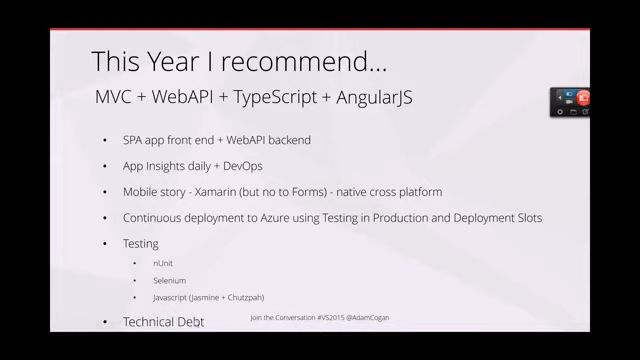 This Year I recommend...
MVC + WebAPI + TypeScript + AngularJS
• SPA app front end + WebAPI backend
• App Insights daily + DevOps
• Mobile story - Xamarin (but no to Forms) - native cross platform
• Continuous deployment to Azure using Testing in Production and Deployment Slots
• Testing
• nUnit
• Selenium
• Javascript (Jasmine + Chutzpah)
• Technical Debt
Join the Conversation #VS2015 @AdamCogan